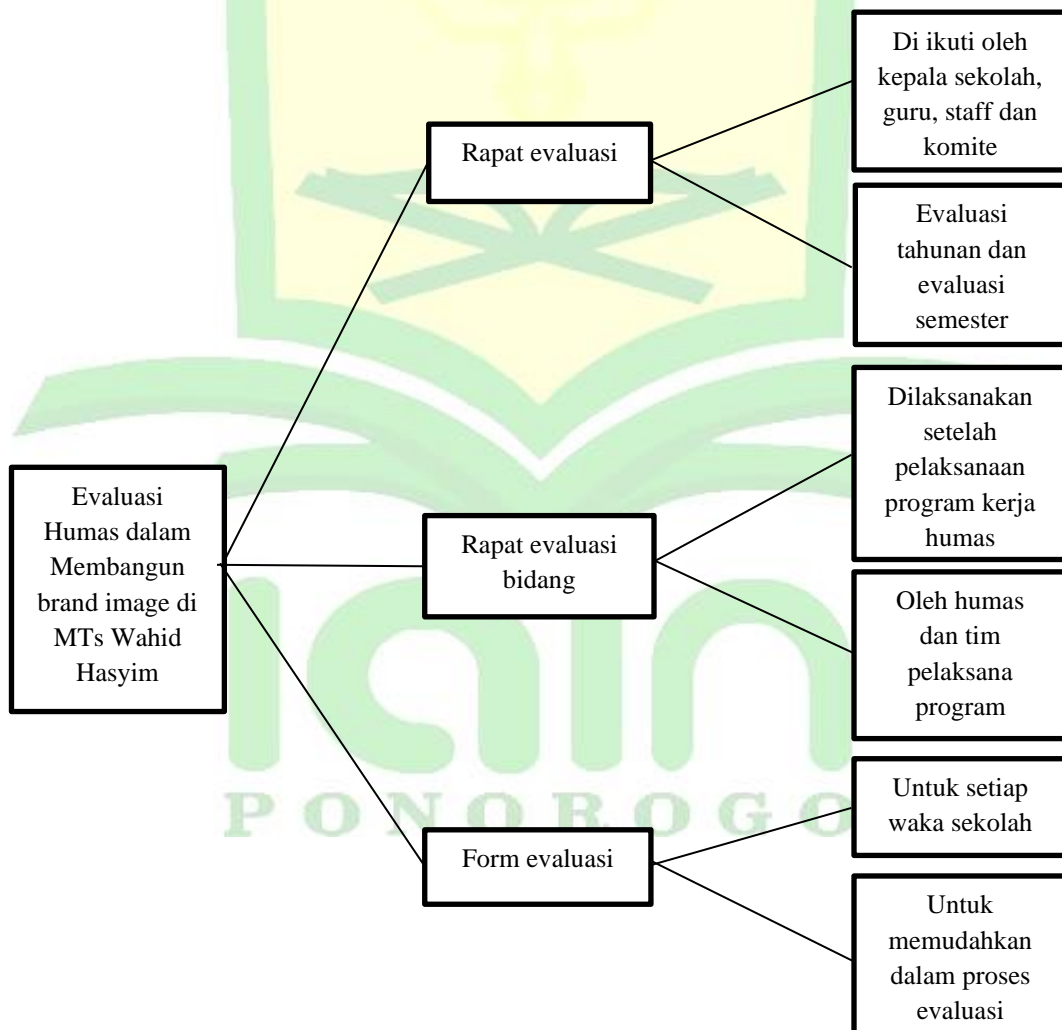 Di ikuti oleh
kepala sekolah,
guru, staff dan
komite
Rapat evaluasi
Evaluasi
tahunan dan
evaluasi
semester
Dilaksanakan
setelah
pelaksanaan
program kerja
humas
Evaluasi
Humas dalam
Membangun
brand image di
MTs Wahid
Hasyim
Rapat evaluasi
bidang
Oleh humas
dan tim
pelaksana
program
iain
PONOROGO
Untuk setiap
waka sekolah
Form evaluasi
Untuk
memudahkan
dalam proses
evaluasi